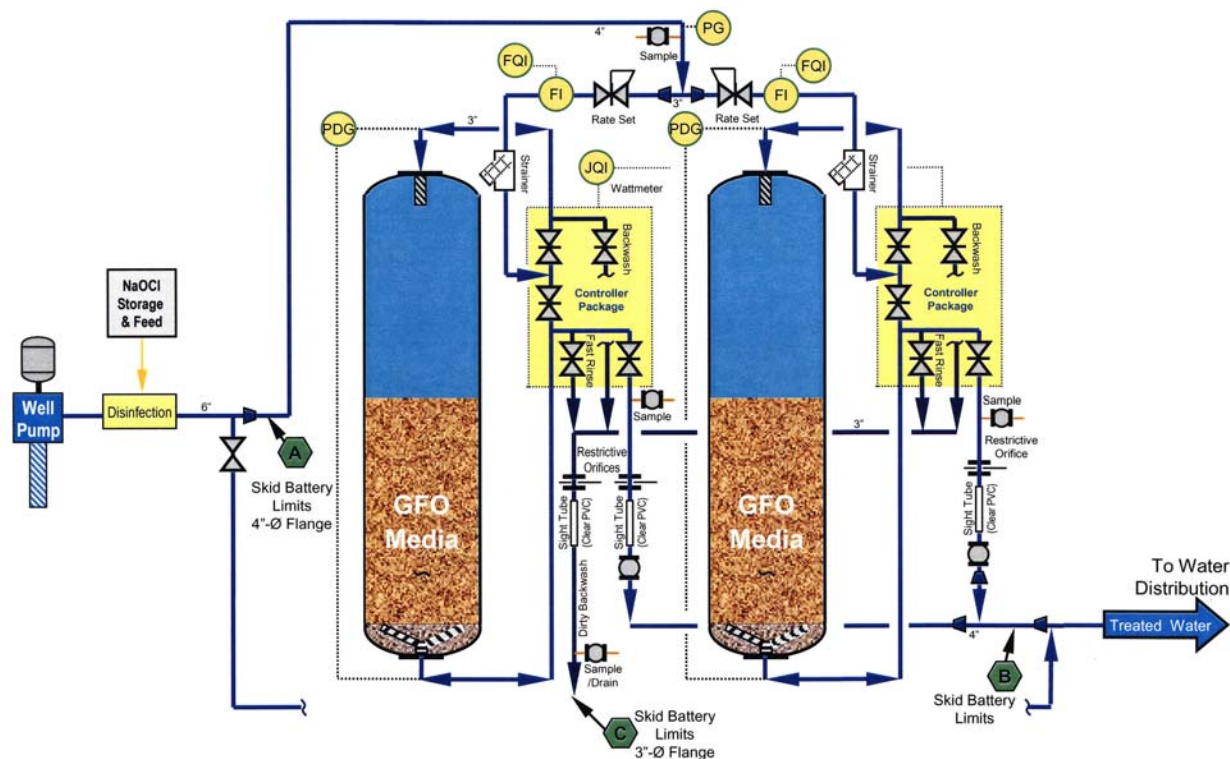 4"
PG
Sample
FQI
FQI
FI
3"
FI
Rate Set
Rate Set
PDG
3"
PDG
Strainer
JQI
Wattmeter
Strainer
Backwash
Backwash
NaOCl
Storage
& Feed
Controller
Package
Controller
Package
Fast Rinse
Fast Rinse
Well
Pump
Disinfection
6"
Sample
Sample
A
3"
Skid Battery
Limits
4"-Ø Flange
Restrictive
Orifices
Restrictive
Orifice
GFO
Media
GFO
Media
Sight Tube
(Clear PVC)
Sight Tube
(Clear PVC)
Sight Tube
(Clear PVC)
To Water
Distribution
Dirty Backwash
4"
Treated Water
Sample
/Drain
B
Skid Battery
Limits
C
Skid Battery
Limits
3"-Ø Flange